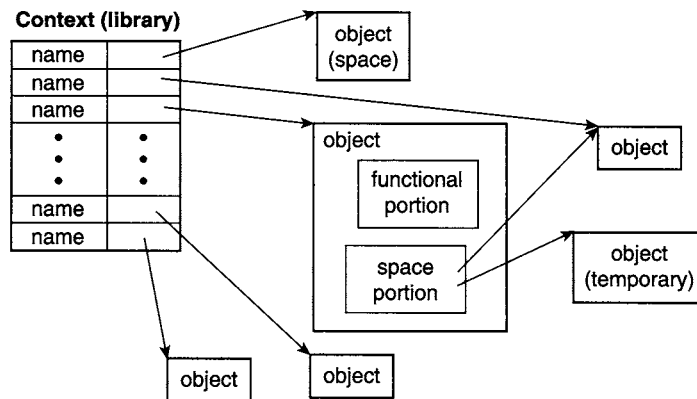 Context (library)
name
name
name
name
name
object
(space)
object
functional
portion
space
portion
object
object
(temporary)
object
object